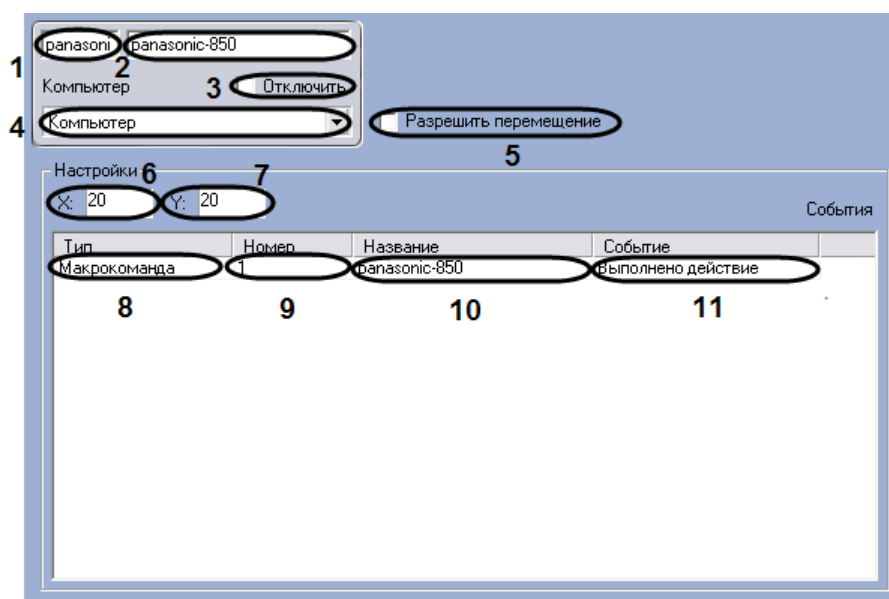 panasoni panasonic-850
1 2
Компьютер 3 Отключить
4 Компьютер Разрешить перемещение
5
Настройки 6 7
X: 20 Y: 20
События
Тип Номер Название Событие
Макрокоманда 1 panasonic-850 Выполнено действие
8 9 10 11